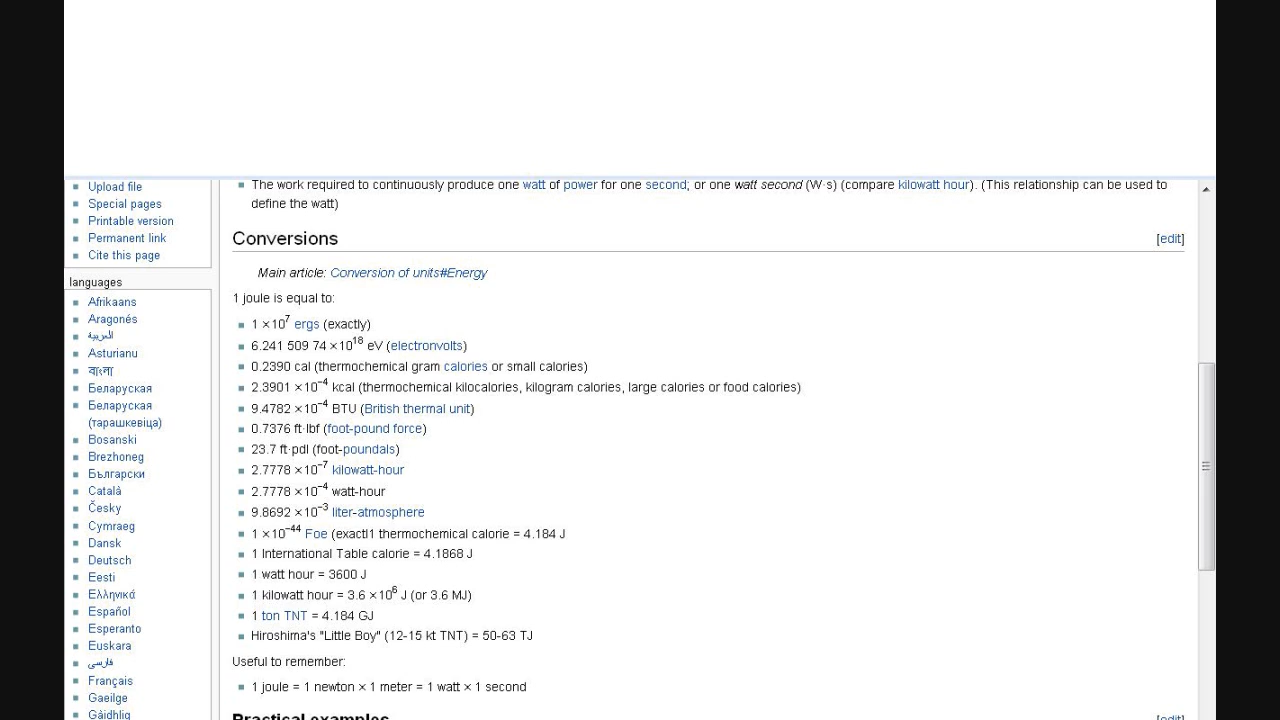 Upload file
Special pages
Printable version
Permanent link
Cite this page
languages
Afrikaans
Aragonés
العربية
Asturianu
বাংলা
Беларуская
Беларуская
(тарашкевіца)
Bosanski
Brezhoneg
Български
Català
Česky
Cymraeg
Dansk
Deutsch
Eesti
Ελληνικά
Español
Esperanto
Euskara
فارسی
Français
Gaeilge
Gàidhlig
The work required to continuously produce one watt of power for one second; or one watt second (W·s) (compare kilowatt hour). (This relationship can be used to
define the watt)
Conversions [edit]
Main article: Conversion of units#Energy
1 joule is equal to:
1 ×10⁷ ergs (exactly)
6.241 509 74 ×10¹⁸ eV (electronvolts)
0.2390 cal (thermochemical gram calories or small calories)
2.3901 ×10⁻⁴ kcal (thermochemical kilocalories, kilogram calories, large calories or food calories)
9.4782 ×10⁻⁴ BTU (British thermal unit)
0.7376 ft·lbf (foot-pound force)
23.7 ft·pdl (foot-poundals)
2.7778 ×10⁻⁷ kilowatt-hour
2.7778 ×10⁻⁴ watt-hour
9.8692 ×10⁻³ liter-atmosphere
1 ×10⁻⁴⁴ Foe (exactl1 thermochemical calorie = 4.184 J
1 International Table calorie = 4.1868 J
1 watt hour = 3600 J
1 kilowatt hour = 3.6 ×10⁶ J (or 3.6 MJ)
1 ton TNT = 4.184 GJ
Hiroshima's "Little Boy" (12-15 kt TNT) = 50-63 TJ
Useful to remember:
1 joule = 1 newton × 1 meter = 1 watt × 1 second
Practical examples [edit]